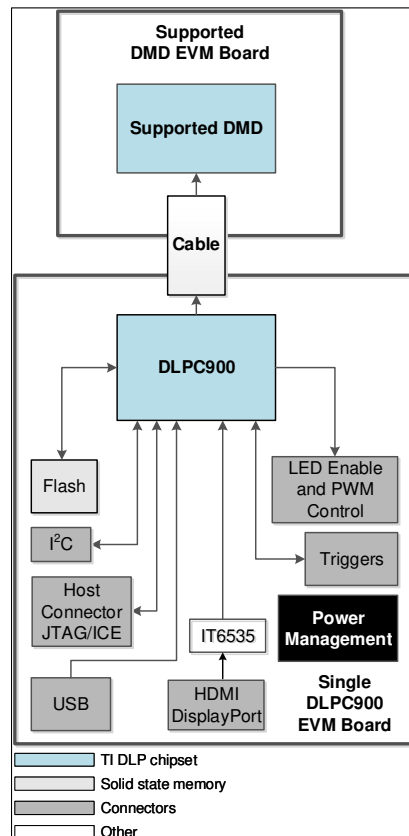 Supported
DMD EVM Board
Supported DMD
Cable
DLPC900
Flash
LED Enable
and PWM
Control
I²C
Triggers
Host
Connector
JTAG/ICE
IT6535
Power
Management
USB
HDMI
DisplayPort
Single
DLPC900
EVM Board
TI DLP chipset
Solid state memory
Connectors
Other